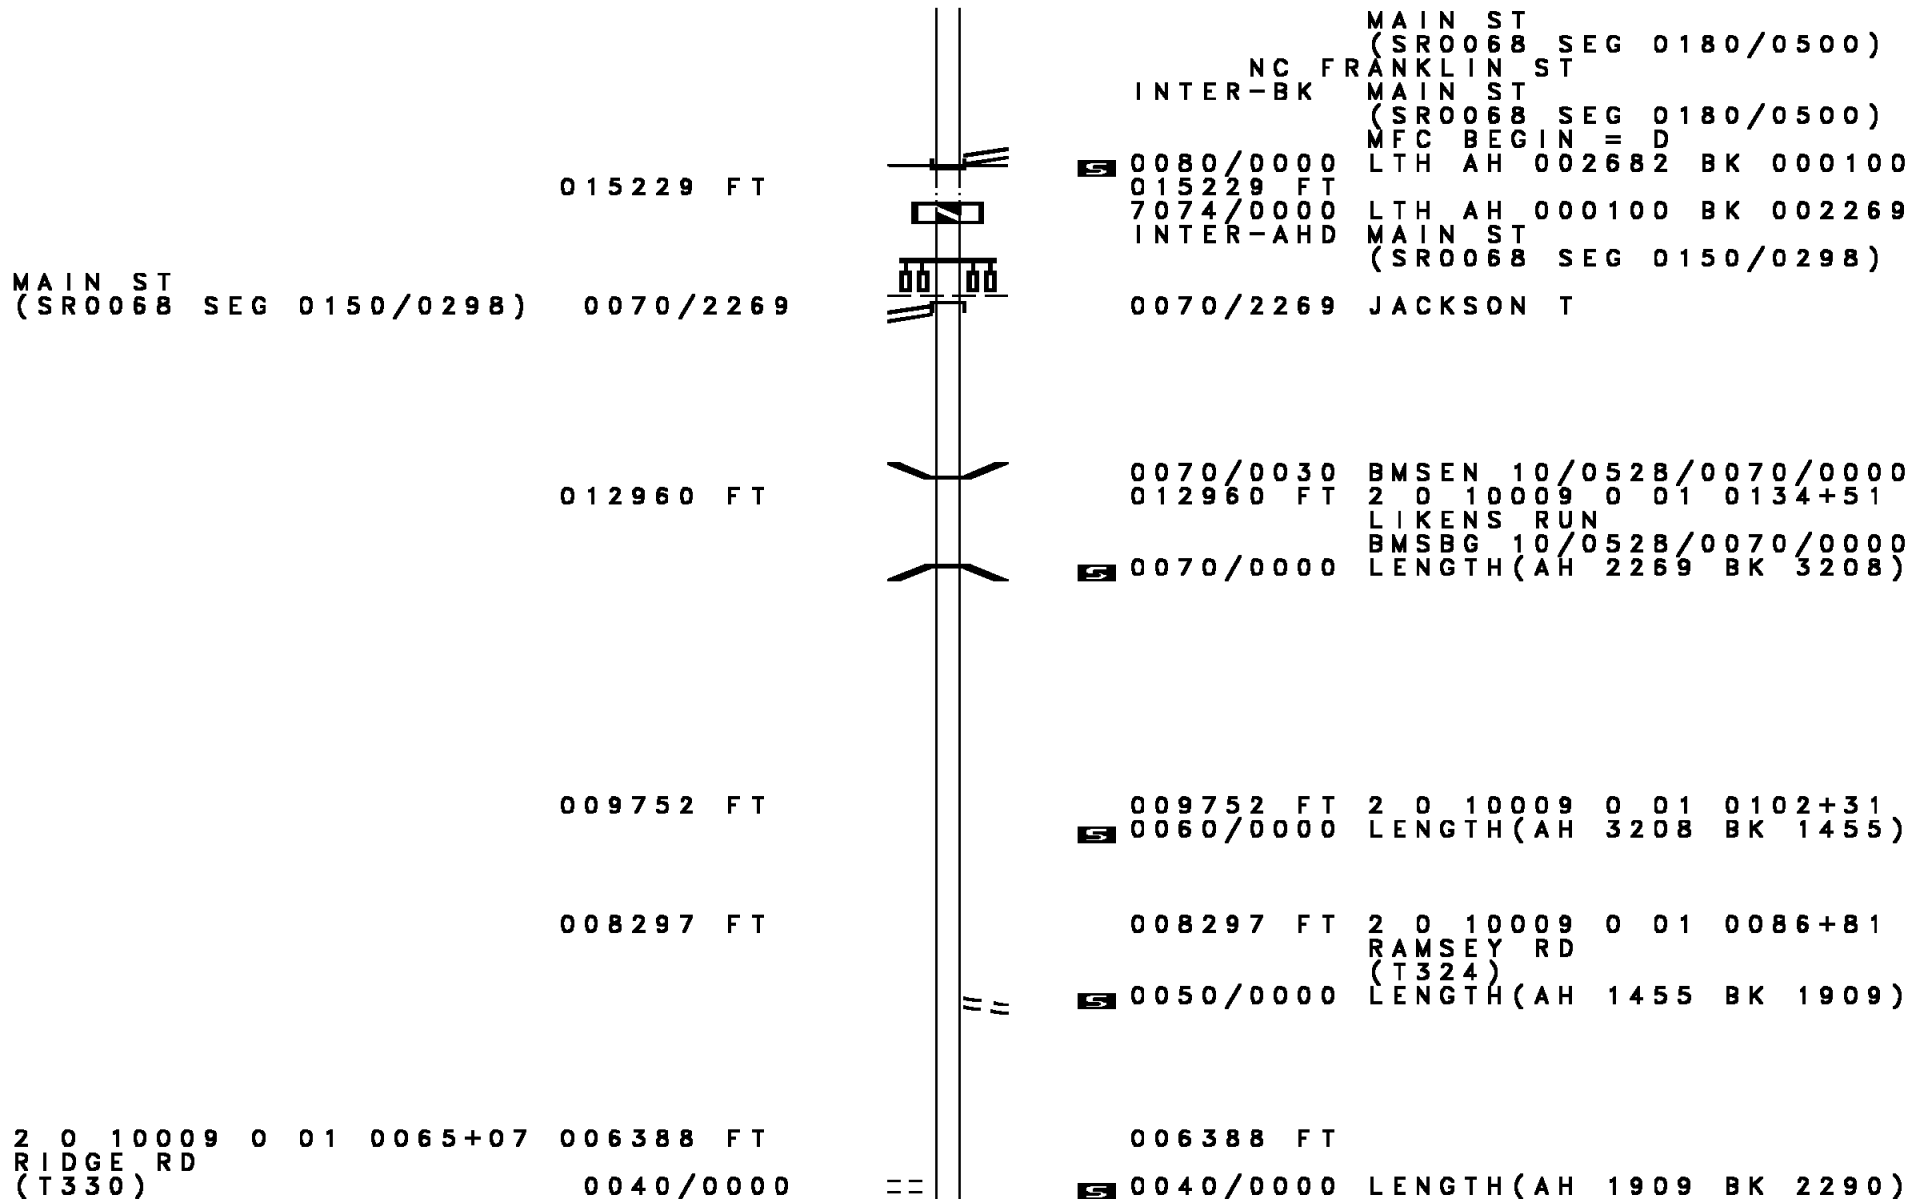 MAIN ST
(SR0068 SEG 0180/0500)
NC FRANKLIN ST
INTER-BK MAIN ST
(SR0068 SEG 0180/0500)
MFC BEGIN = D
S 0080/0000 LTH AH 002682 BK 000100
015229 FT 015229 FT
7074/0000 LTH AH 000100 BK 002269
INTER-AHD MAIN ST
(SR0068 SEG 0150/0298)
MAIN ST
(SR0068 SEG 0150/0298) 0070/2269 0070/2269 JACKSON T
0070/0030 BMSEN 10/0528/0070/0000
012960 FT 012960 FT 2 0 10009 0 01 0134+51
LIKENS RUN
BMSBG 10/0528/0070/0000
S 0070/0000 LENGTH(AH 2269 BK 3208)
009752 FT 009752 FT 2 0 10009 0 01 0102+31
S 0060/0000 LENGTH(AH 3208 BK 1455)
008297 FT 008297 FT 2 0 10009 0 01 0086+81
RAMSEY RD
(T324)
S 0050/0000 LENGTH(AH 1455 BK 1909)
2 0 10009 0 01 0065+07 006388 FT 006388 FT
RIDGE RD
(T330) 0040/0000 S 0040/0000 LENGTH(AH 1909 BK 2290)